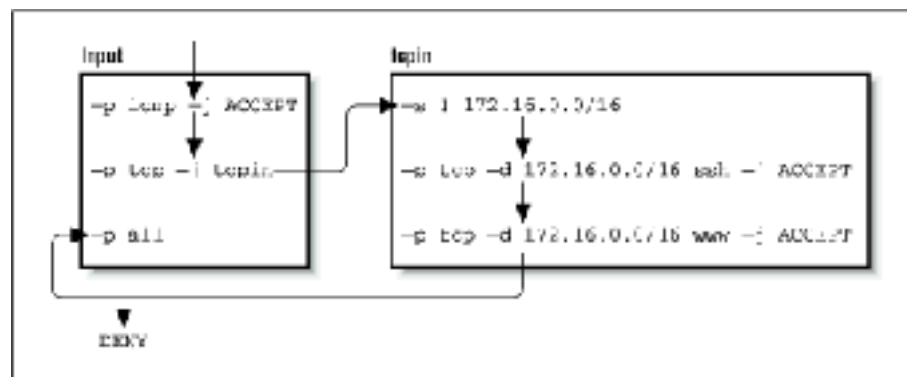 Input
-p icmp -j ACCEPT
-p tcp -j tcpin
-p all
DENY
tcpin
-s ! 172.16.0.0/16
-p tcp -d 172.16.0.0/16 ssh -j ACCEPT
-p tcp -d 172.16.0.0/16 www -j ACCEPT